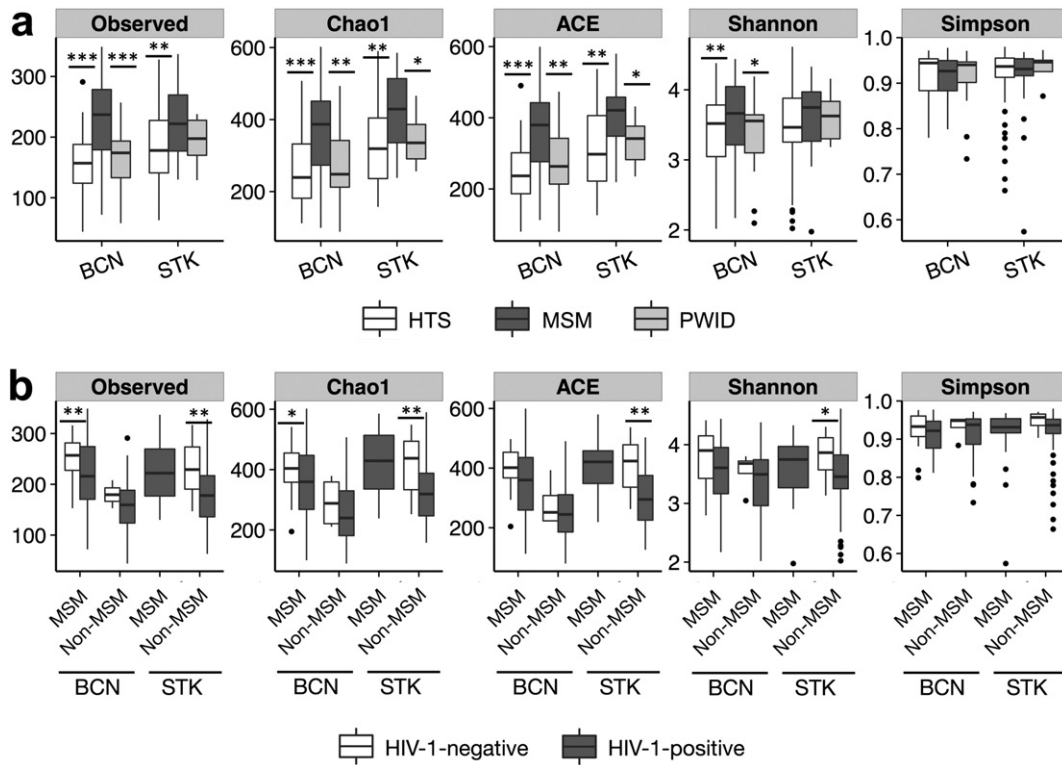 a
Observed Chao1 ACE Shannon Simpson
*** *** ** *** ** ** * *** ** ** * ** *
300 200 100
600 400 200
600 400 200
4 3 2
1.0 0.9 0.8 0.7 0.6
BCN STK BCN STK BCN STK BCN STK BCN STK
HTS MSM PWID
b
Observed Chao1 ACE Shannon Simpson
** ** * ** ** *
300 200 100
600 400 200
600 400 200
4 3 2
1.0 0.9 0.8 0.7 0.6
MSM Non-MSM MSM Non-MSM MSM Non-MSM MSM Non-MSM MSM Non-MSM MSM Non-MSM MSM Non-MSM MSM Non-MSM MSM Non-MSM MSM Non-MSM
BCN STK BCN STK BCN STK BCN STK BCN STK
HIV-1-negative HIV-1-positive